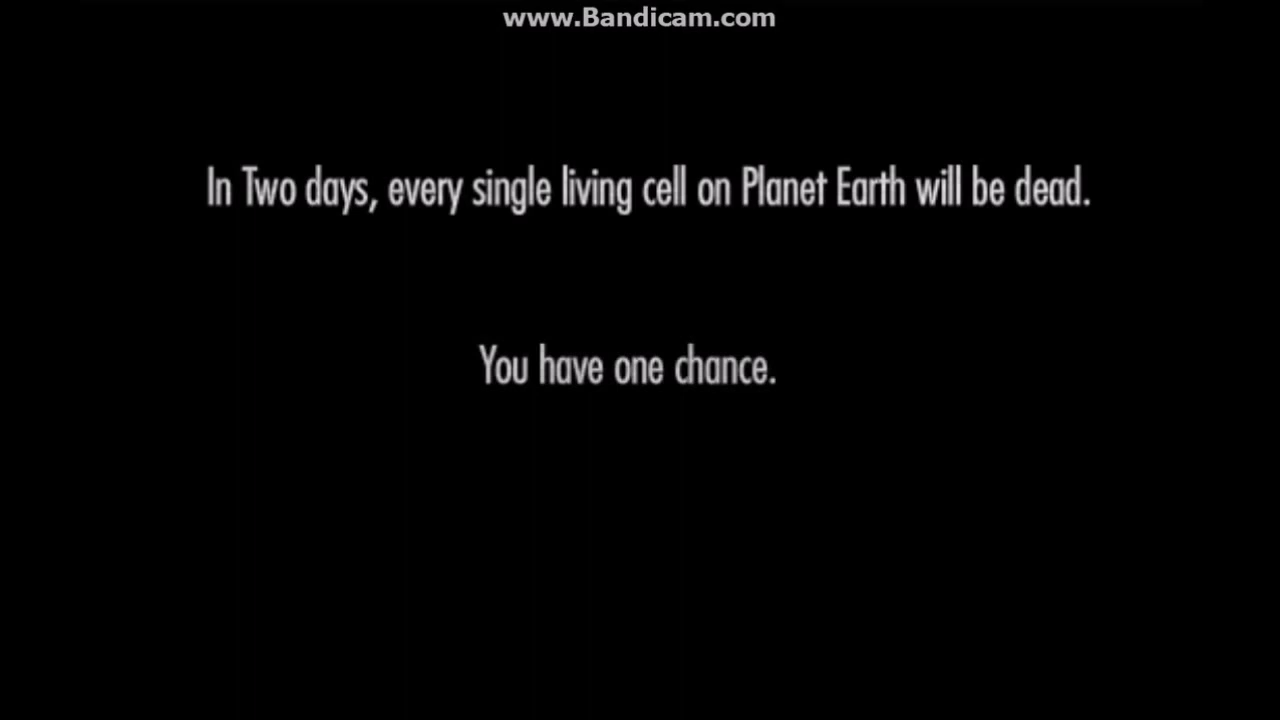 www.Bandicam.com
In Two days, every single living cell on Planet Earth will be dead.
You have one chance.